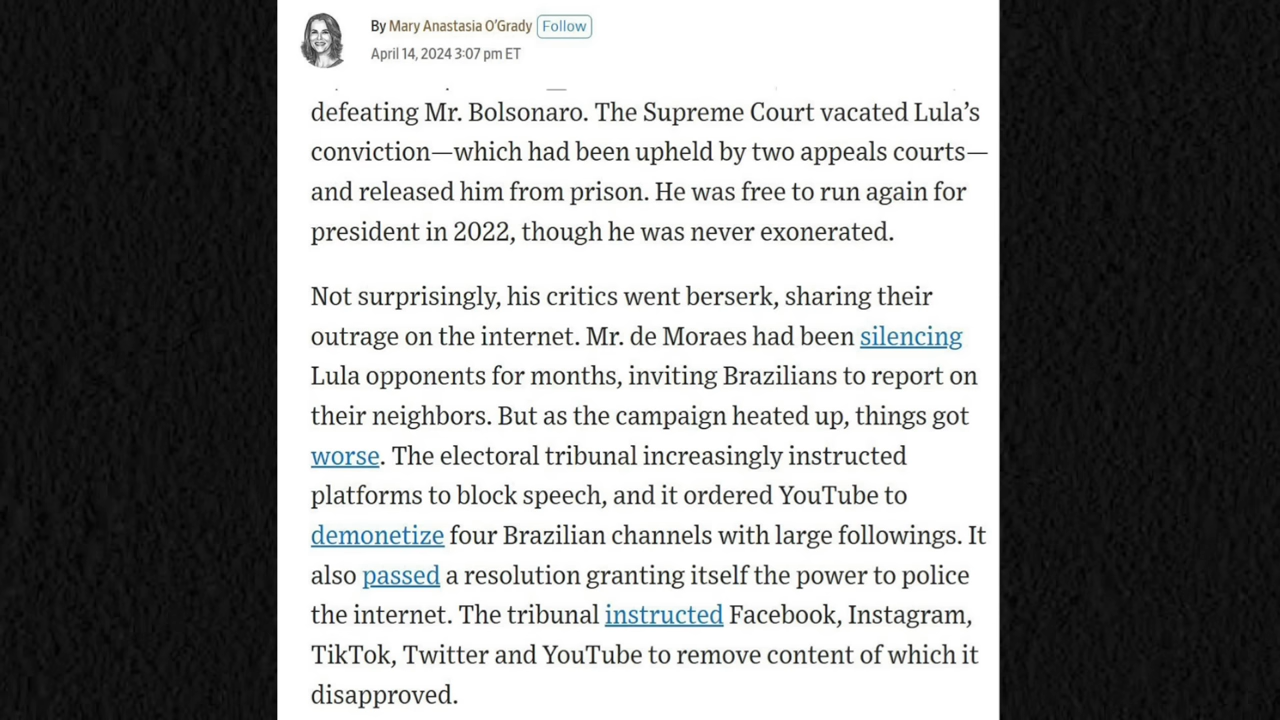 By Mary Anastasia O’Grady Follow
April 14, 2024 3:07 pm ET
defeating Mr. Bolsonaro. The Supreme Court vacated Lula’s
conviction—which had been upheld by two appeals courts—
and released him from prison. He was free to run again for
president in 2022, though he was never exonerated.
Not surprisingly, his critics went berserk, sharing their
outrage on the internet. Mr. de Moraes had been silencing
Lula opponents for months, inviting Brazilians to report on
their neighbors. But as the campaign heated up, things got
worse. The electoral tribunal increasingly instructed
platforms to block speech, and it ordered YouTube to
demonetize four Brazilian channels with large followings. It
also passed a resolution granting itself the power to police
the internet. The tribunal instructed Facebook, Instagram,
TikTok, Twitter and YouTube to remove content of which it
disapproved.